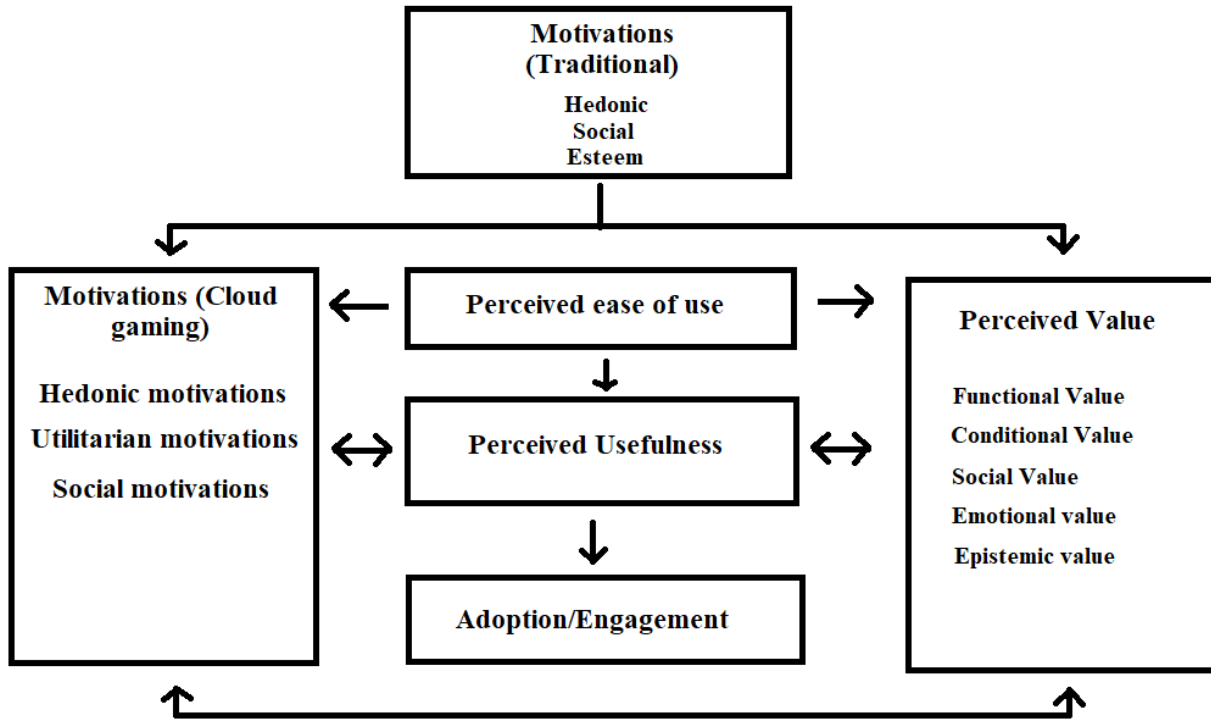 Motivations
(Traditional)
Hedonic
Social
Esteem
Motivations (Cloud
gaming)
Hedonic motivations
Utilitarian motivations
Social motivations
Perceived ease of use
Perceived Usefulness
Adoption/Engagement
Perceived Value
Functional Value
Conditional Value
Social Value
Emotional value
Epistemic value